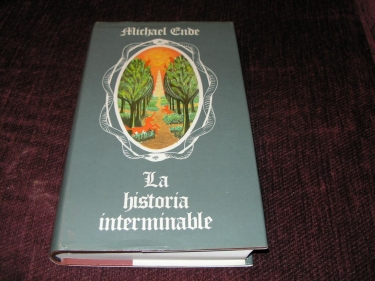 Michael Ende
La
historia
interminable